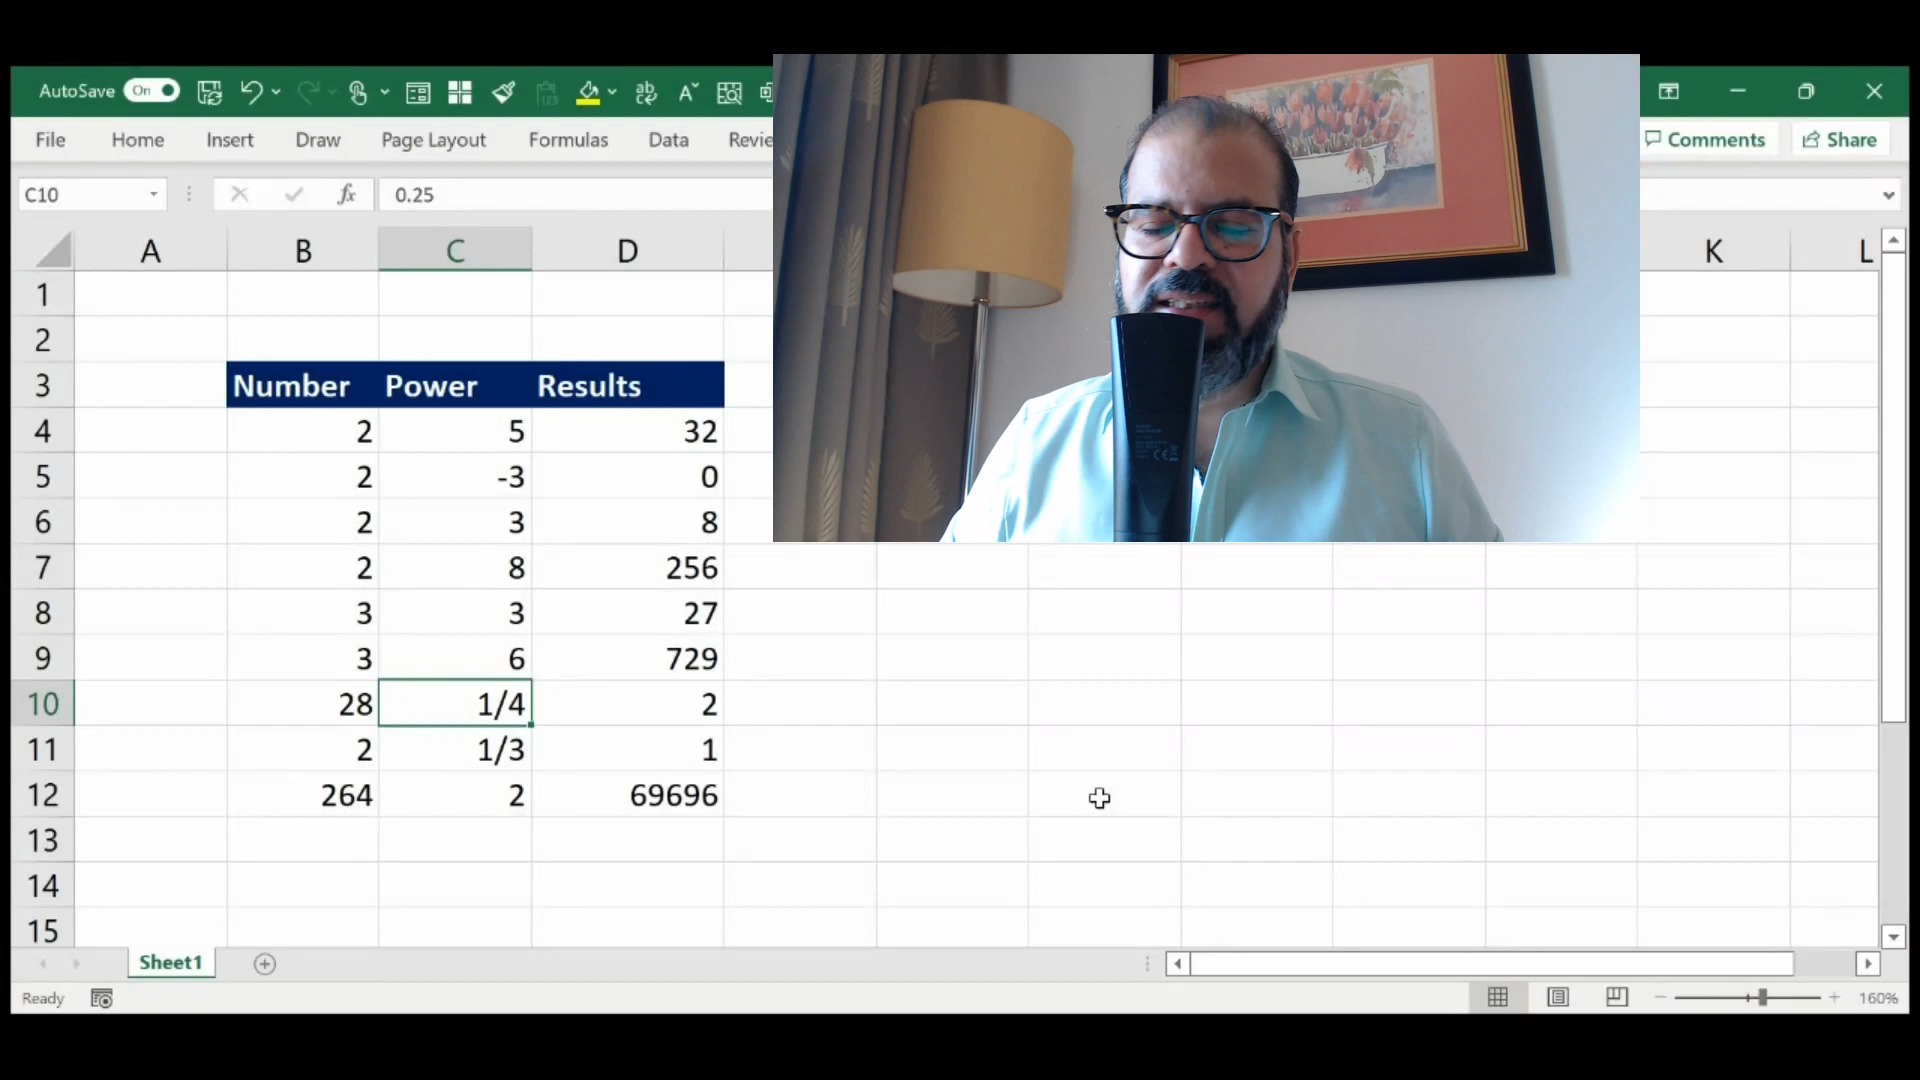 AutoSave On
File Home Insert Draw Page Layout Formulas Data Revie Comments Share
C10 fx 0.25
A B C D K L
1
2
3 Number Power Results
4 2 5 32
5 2 -3 0
6 2 3 8
7 2 8 256
8 3 3 27
9 3 6 729
10 28 1/4 2
11 2 1/3 1
12 264 2 69696
13
14
15
Sheet1
Ready 160%